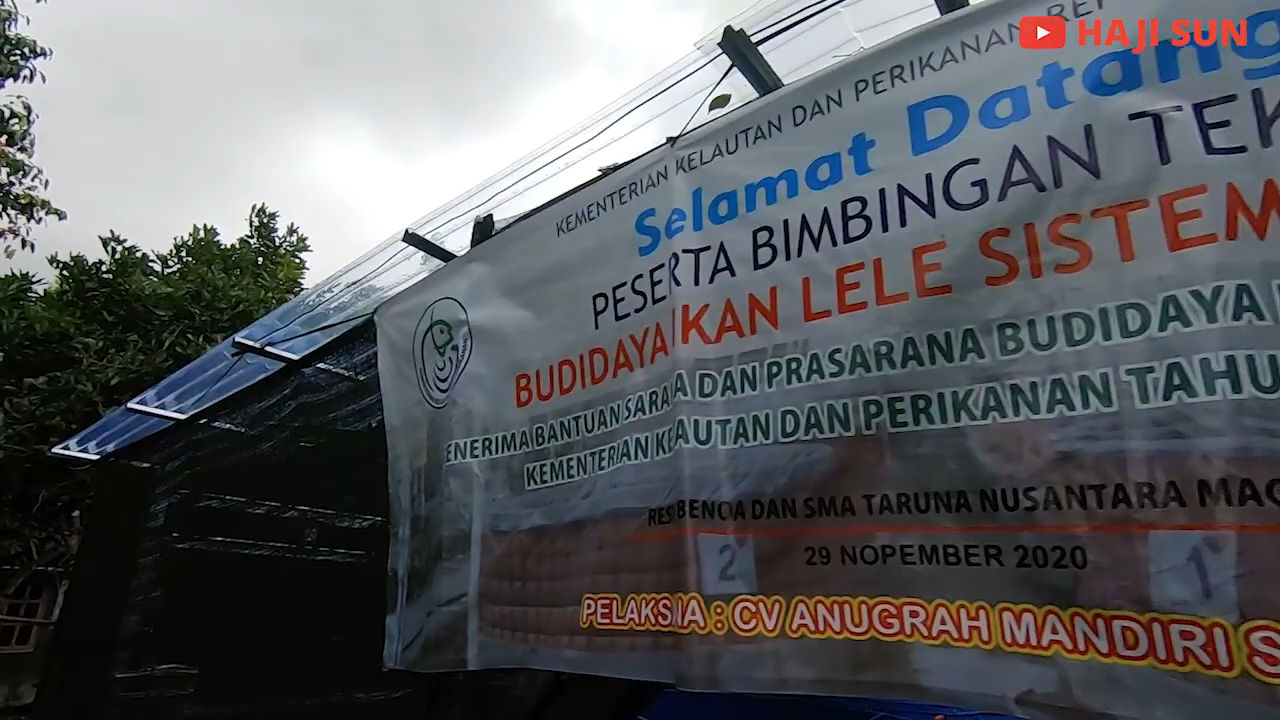 HAJI SUN
KEMENTERIAN KELAUTAN DAN PERIKANAN REP
Selamat Datang
PESERTA BIMBINGAN TEK
BUDIDAYA IKAN LELE SISTEM
ENERIMA BANTUAN SARANA DAN PRASARANA BUDIDAYA
KEMENTERIAN KELAUTAN DAN PERIKANAN TAHU
DAN SMA TARUNA NUSANTARA MAG
29 NOPEMBER 2020
2
1
PELAKSANA : CV ANUGRAH MANDIRI S